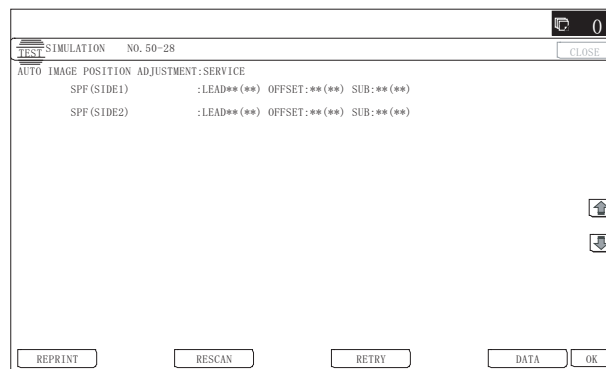 0
TEST SIMULATION NO. 50-28
CLOSE
AUTO IMAGE POSITION ADJUSTMENT:SERVICE
SPF(SIDE1) :LEAD**(**) OFFSET:**(**) SUB:**(**)
SPF(SIDE2) :LEAD**(**) OFFSET:**(**) SUB:**(**)
REPRINT RESCAN RETRY DATA OK